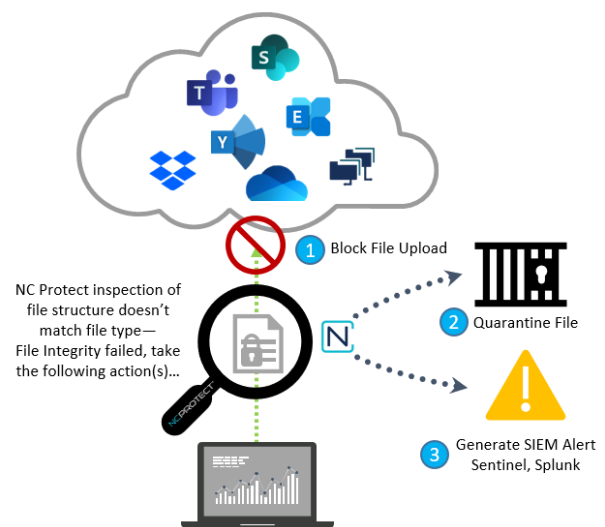 S
T
E
Y
1 Block File Upload
NC Protect inspection of
file structure doesn't
match file type—
File Integrity failed, take
the following action(s)...
N
2 Quarantine File
NCPROTECT
3 Generate SIEM Alert
Sentinel, Splunk